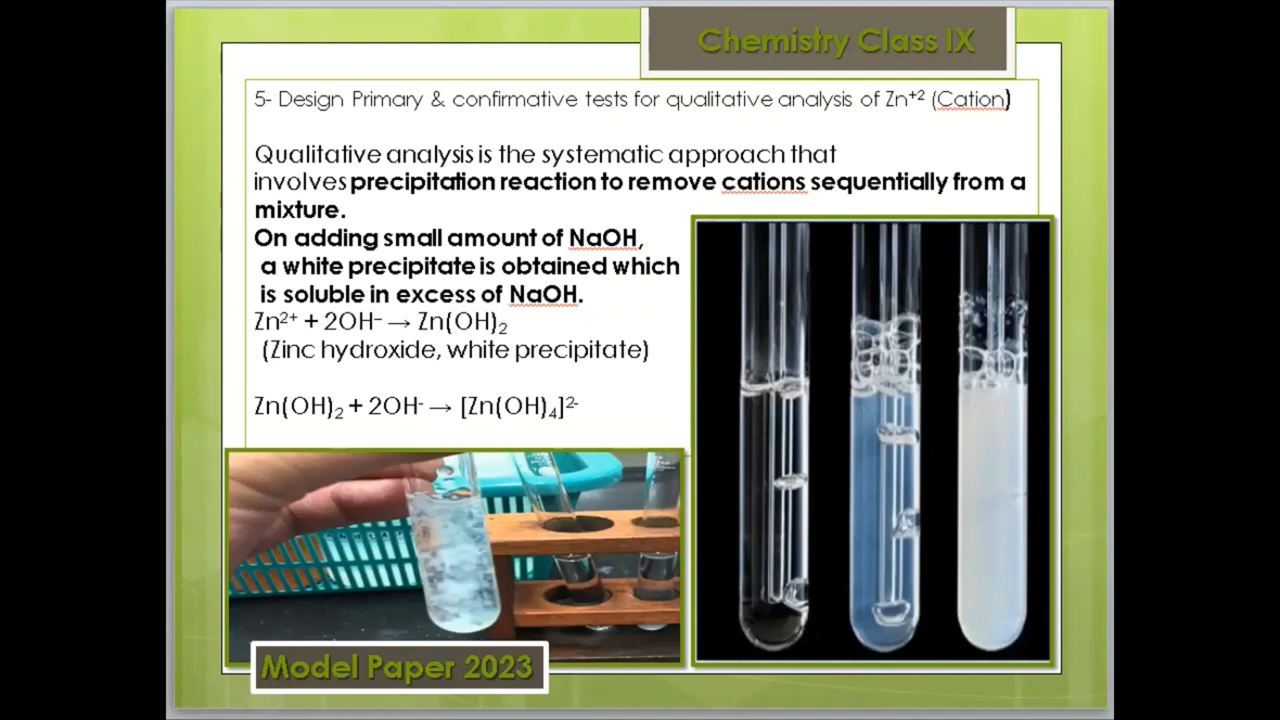 Chemistry Class IX
5- Design Primary & confirmative tests for qualitative analysis of Zn⁺² (Cation)
Qualitative analysis is the systematic approach that
involves precipitation reaction to remove cations sequentially from a
mixture.
On adding small amount of NaOH,
a white precipitate is obtained which
is soluble in excess of NaOH.
Zn²⁺ + 2OH⁻ → Zn(OH)₂
(Zinc hydroxide, white precipitate)
Zn(OH)₂ + 2OH⁻ → [Zn(OH)₄]²⁻
Model Paper 2023